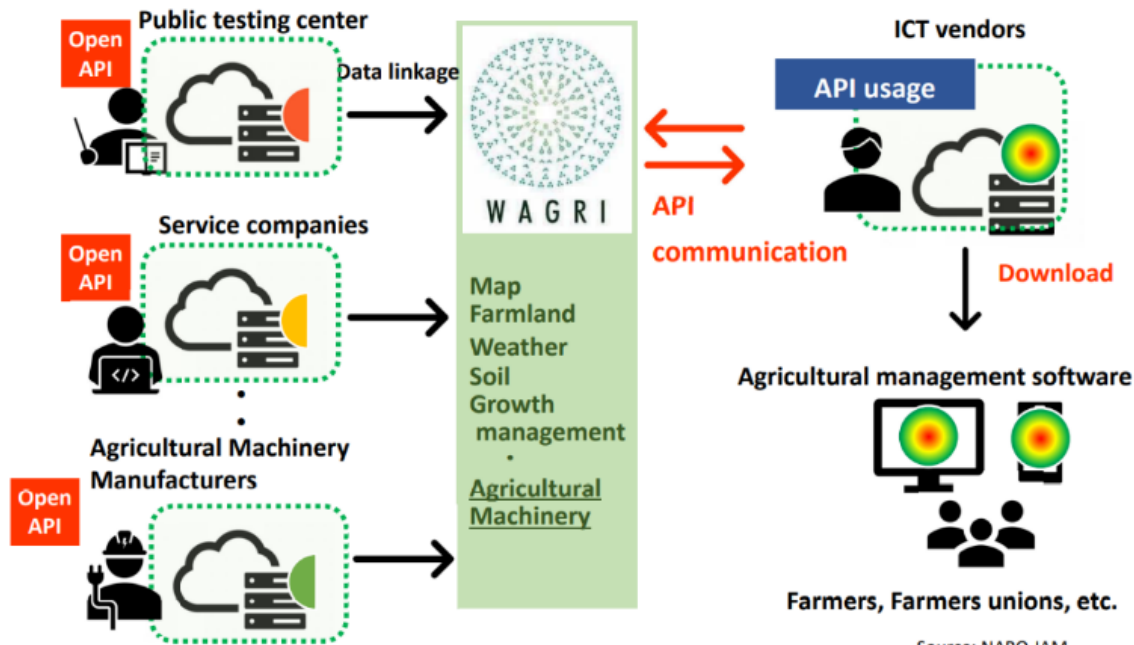 Public testing center
Open
API
Data linkage
Service companies
Open
API
</>
Agricultural Machinery
Manufacturers
Open
API
WAGRI
Map
Farmland
Weather
Soil
Growth
management
Agricultural
Machinery
API
communication
ICT vendors
API usage
Download
Agricultural management software
Farmers, Farmers unions, etc.